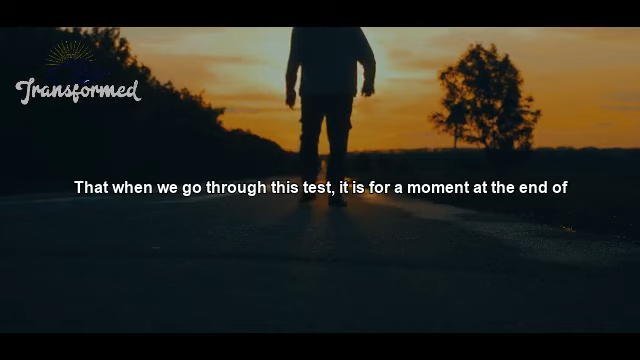 Transformed
That when we go through this test, it is for a moment at the end of